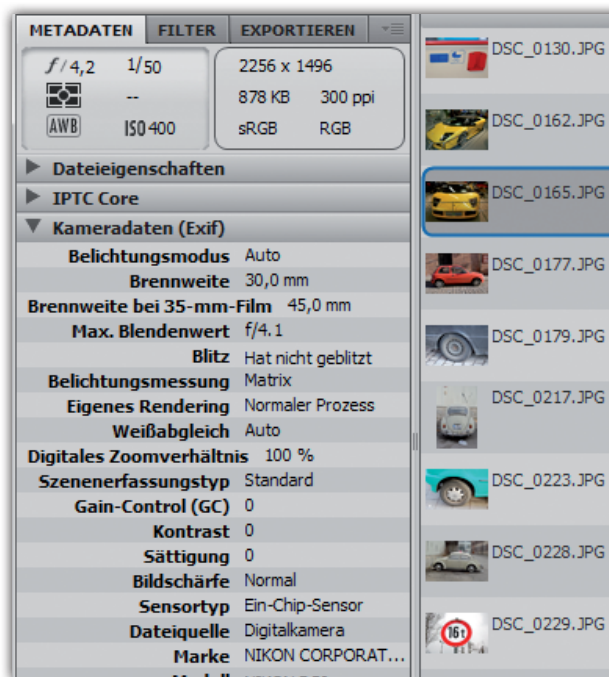 METADATEN FILTER EXPORTIEREN
f/4,2 1/50
--
AWB ISO 400
2256 x 1496
878 KB 300 ppi
sRGB RGB
Dateieigenschaften
IPTC Core
Kameradaten (Exif)
Belichtungsmodus Auto
Brennweite 30,0 mm
Brennweite bei 35-mm-Film 45,0 mm
Max. Blendenwert f/4.1
Blitz Hat nicht geblitzt
Belichtungsmessung Matrix
Eigenes Rendering Normaler Prozess
Weißabgleich Auto
Digitales Zoomverhältnis 100 %
Szenenerfassungstyp Standard
Gain-Control (GC) 0
Kontrast 0
Sättigung 0
Bildschärfe Normal
Sensortyp Ein-Chip-Sensor
Dateiquelle Digitalkamera
Marke NIKON CORPORAT...
DSC_0130.JPG
DSC_0162.JPG
DSC_0165.JPG
DSC_0177.JPG
DSC_0179.JPG
DSC_0217.JPG
DSC_0223.JPG
DSC_0228.JPG
DSC_0229.JPG
16t